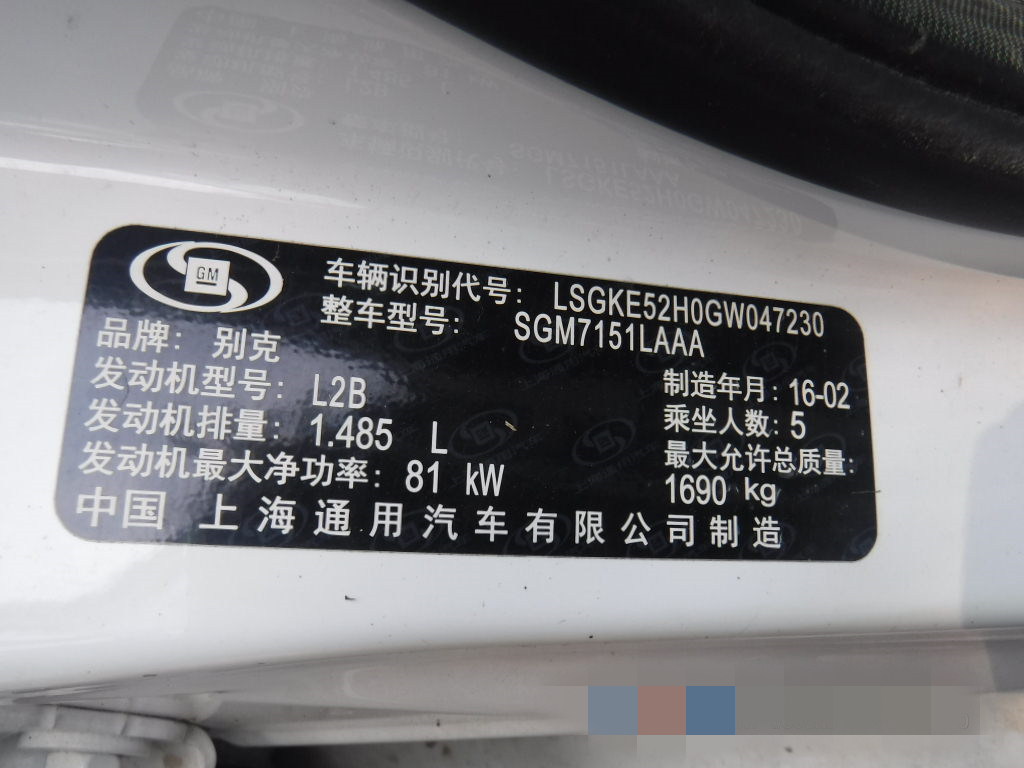 GM
车辆识别代号: LSGKE52H0GW047230
整车型号: SGM7151LAAA
品牌: 别克
发动机型号: L2B
制造年月: 16-02
发动机排量: 1.485 L
乘坐人数: 5
发动机最大净功率: 81 kW
最大允许总质量: 1690 kg
中国 上海通用汽车有限公司制造